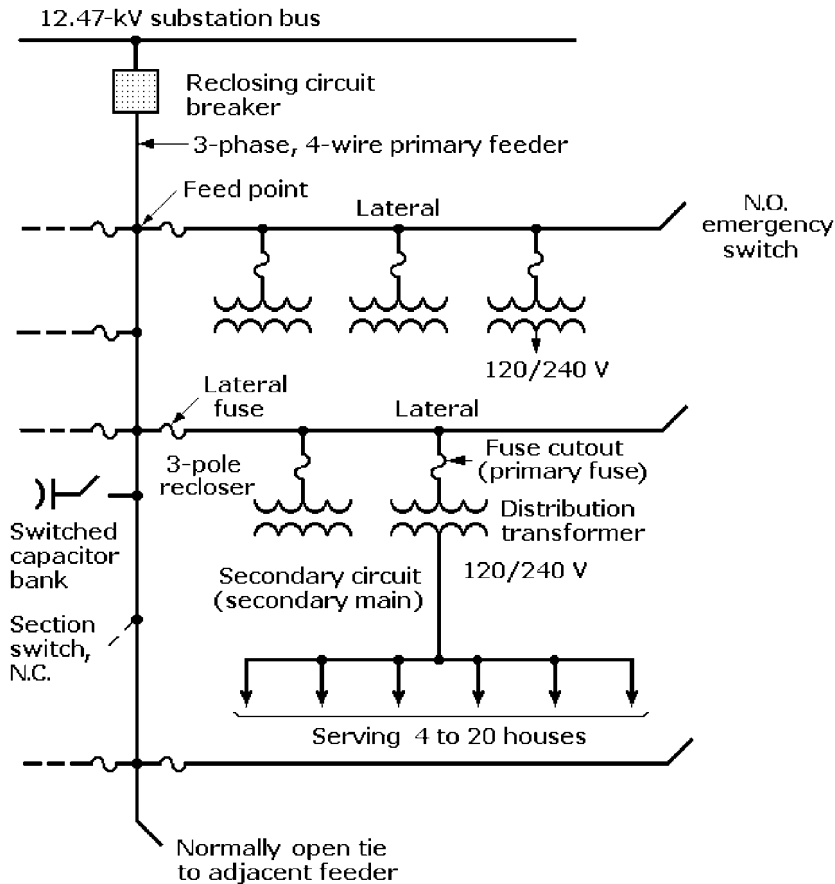 12.47-kV substation bus
Reclosing circuit
breaker
3-phase, 4-wire primary feeder
Feed point
Lateral
N.O.
emergency
switch
120/240 V
Lateral
fuse
Lateral
3-pole
recloser
Fuse cutout
(primary fuse)
Distribution
transformer
Switched
capacitor
bank
Secondary circuit
(secondary main)
120/240 V
Section
switch,
N.C.
Serving 4 to 20 houses
Normally open tie
to adjacent feeder